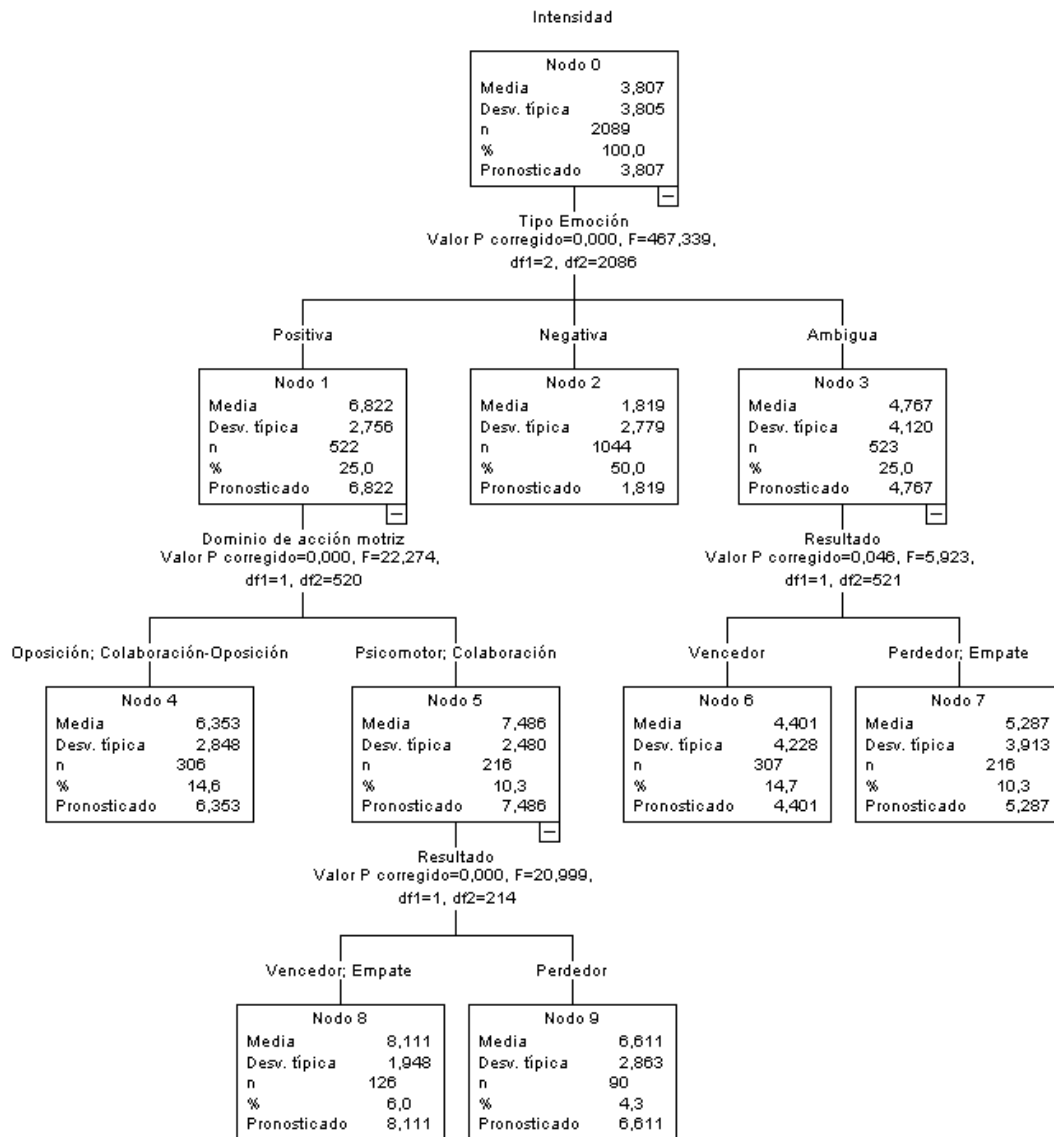 Intensidad
Nodo 0
Media 3,807
Desv. típica 3,805
n 2089
% 100,0
Pronosticado 3,807
Tipo Emoción
Valor P corregido=0,000, F=467,339,
df1=2, df2=2086
Positiva
Negativa
Ambigua
Nodo 1
Media 6,822
Desv. típica 2,756
n 522
% 25,0
Pronosticado 6,822
Nodo 2
Media 1,819
Desv. típica 2,779
n 1044
% 50,0
Pronosticado 1,819
Nodo 3
Media 4,767
Desv. típica 4,120
n 523
% 25,0
Pronosticado 4,767
Dominio de acción motriz
Valor P corregido=0,000, F=22,274,
df1=1, df2=520
Resultado
Valor P corregido=0,046, F=5,923,
df1=1, df2=521
Oposición; Colaboración-Oposición
Psicomotor; Colaboración
Vencedor
Perdedor; Empate
Nodo 4
Media 6,353
Desv. típica 2,848
n 306
% 14,6
Pronosticado 6,353
Nodo 5
Media 7,486
Desv. típica 2,480
n 216
% 10,3
Pronosticado 7,486
Nodo 6
Media 4,401
Desv. típica 4,228
n 307
% 14,7
Pronosticado 4,401
Nodo 7
Media 5,287
Desv. típica 3,913
n 216
% 10,3
Pronosticado 5,287
Resultado
Valor P corregido=0,000, F=20,999,
df1=1, df2=214
Vencedor; Empate
Perdedor
Nodo 8
Media 8,111
Desv. típica 1,948
n 126
% 6,0
Pronosticado 8,111
Nodo 9
Media 6,611
Desv. típica 2,863
n 90
% 4,3
Pronosticado 6,611